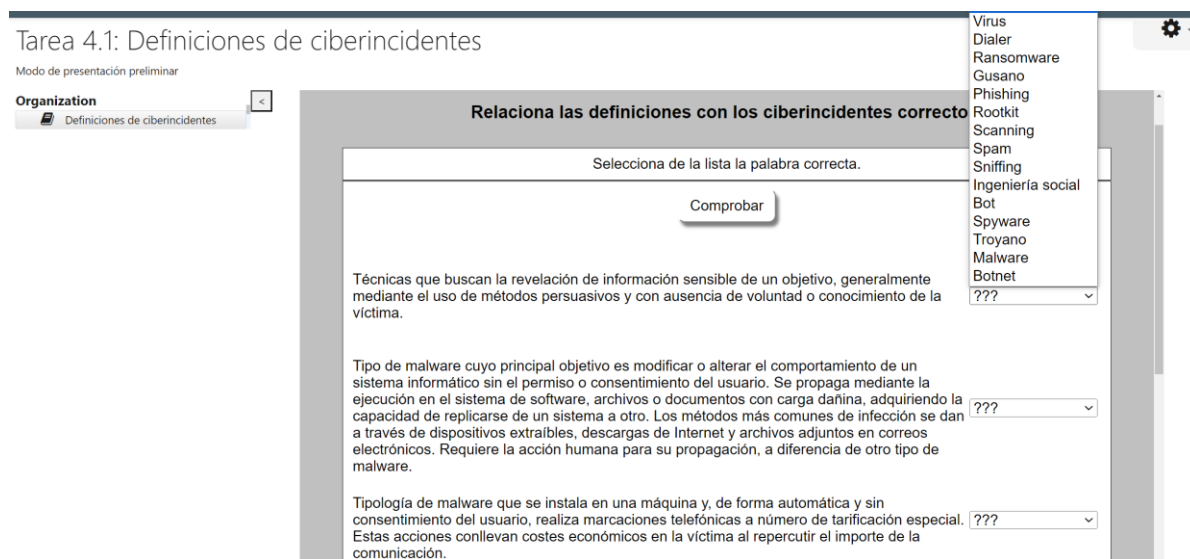 Tarea 4.1: Definiciones de ciberincidentes
Modo de presentación preliminar
Organization
<
Definiciones de ciberincidentes
Relaciona las definiciones con los ciberincidentes correcto
Selecciona de la lista la palabra correcta.
Comprobar
Virus
Dialer
Ransomware
Gusano
Phishing
Rootkit
Scanning
Spam
Sniffing
Ingeniería social
Bot
Spyware
Troyano
Malware
Botnet
Técnicas que buscan la revelación de información sensible de un objetivo, generalmente
mediante el uso de métodos persuasivos y con ausencia de voluntad o conocimiento de la
víctima.
???
Tipo de malware cuyo principal objetivo es modificar o alterar el comportamiento de un
sistema informático sin el permiso o consentimiento del usuario. Se propaga mediante la
ejecución en el sistema de software, archivos o documentos con carga dañina, adquiriendo la
capacidad de replicarse de un sistema a otro. Los métodos más comunes de infección se dan
a través de dispositivos extraíbles, descargas de Internet y archivos adjuntos en correos
electrónicos. Requiere la acción humana para su propagación, a diferencia de otro tipo de
malware.
???
Tipología de malware que se instala en una máquina y, de forma automática y sin
consentimiento del usuario, realiza marcaciones telefónicas a número de tarificación especial.
Estas acciones conllevan costes económicos en la víctima al repercutir el importe de la
comunicación.
???